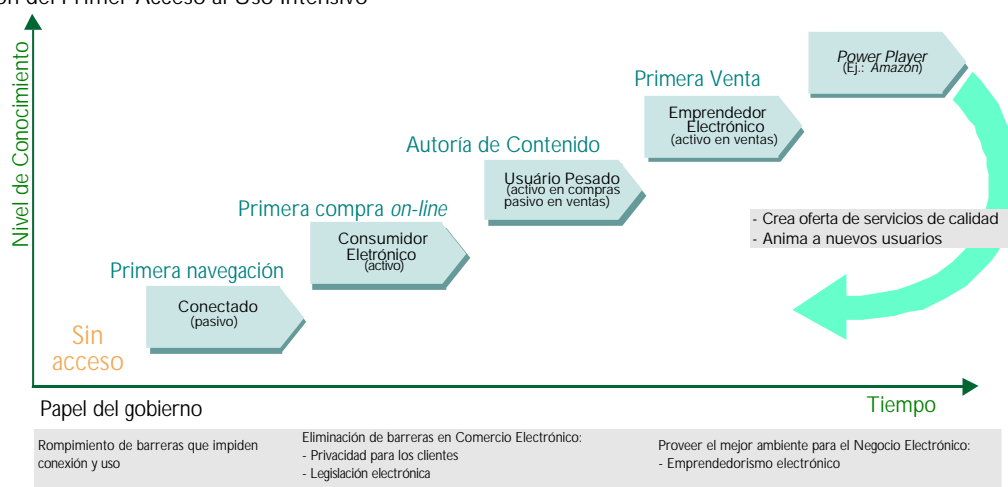 del Primer Acceso al Uso Intensivo
Nivel de Conocimiento
Power Player
(Ej.: Amazon)
Primera Venta
Emprendedor
Electrónico
(activo en ventas)
Autoría de Contenido
Usuário Pesado
(activo en compras
pasivo en ventas)
- Crea oferta de servicios de calidad
- Anima a nuevos usuarios
Primera compra on-line
Consumidor
Eletrónico
(activo)
Primera navegación
Conectado
(pasivo)
Sin
acceso
Tiempo
Papel del gobierno
Rompimiento de barreras que impiden
conexión y uso
Eliminación de barreras en Comercio Electrónico:
- Privacidad para los clientes
- Legislación electrónica
Proveer el mejor ambiente para el Negocio Electrónico:
- Emprendedorismo electrónico